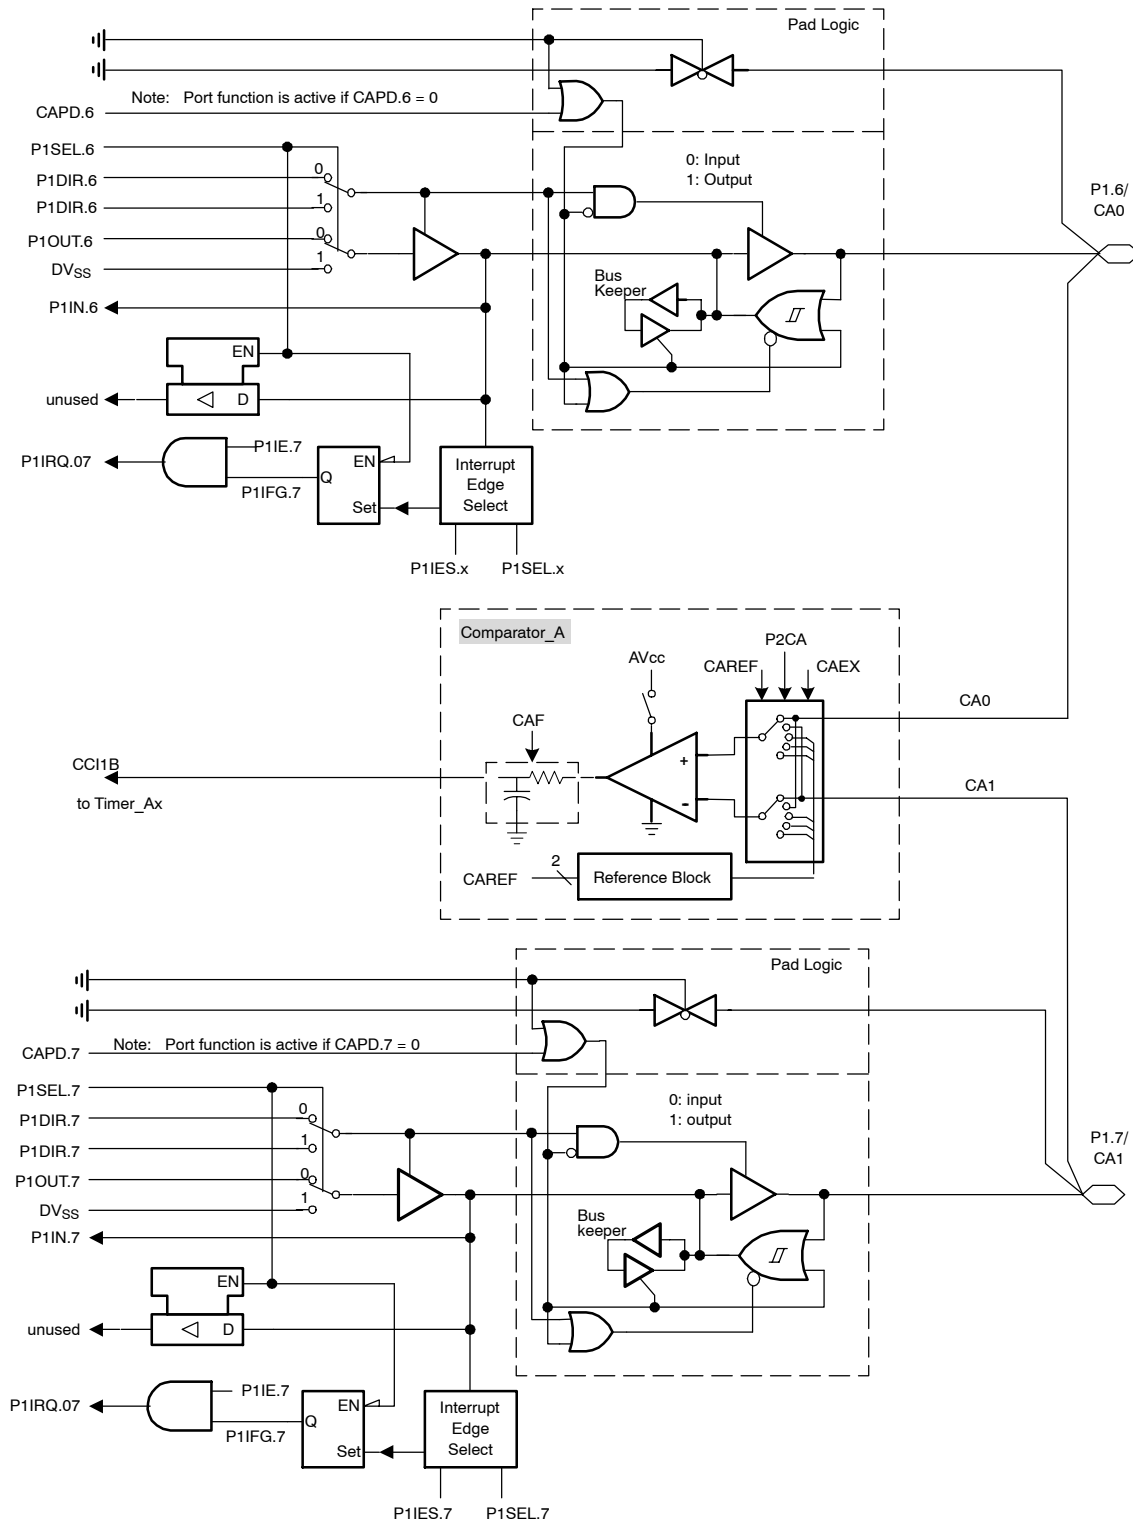 Pad Logic
Note: Port function is active if CAPD.6 = 0
CAPD.6
P1SEL.6
0: Input
1: Output
0
P1DIR.6
1
P1DIR.6
P1.6/
CA0
0
P1OUT.6
1
DVSS
Bus
Keeper
P1IN.6
EN
unused
D
P1IE.7
P1IRQ.07
EN
Q
P1IFG.7
Set
Interrupt
Edge
Select
P1IES.x
P1SEL.x
Comparator_A
P2CA
AVcc
CAREF
CAEX
CA0
CAF
+
CCI1B
to Timer_Ax
CA1
-
2
CAREF
Reference Block
Pad Logic
Note: Port function is active if CAPD.7 = 0
CAPD.7
P1SEL.7
0: input
1: output
0
P1DIR.7
1
P1DIR.7
P1.7/
CA1
0
P1OUT.7
1
DVSS
Bus
keeper
P1IN.7
EN
unused
D
P1IE.7
P1IRQ.07
EN
Q
P1IFG.7
Set
Interrupt
Edge
Select
P1IES.7
P1SEL.7